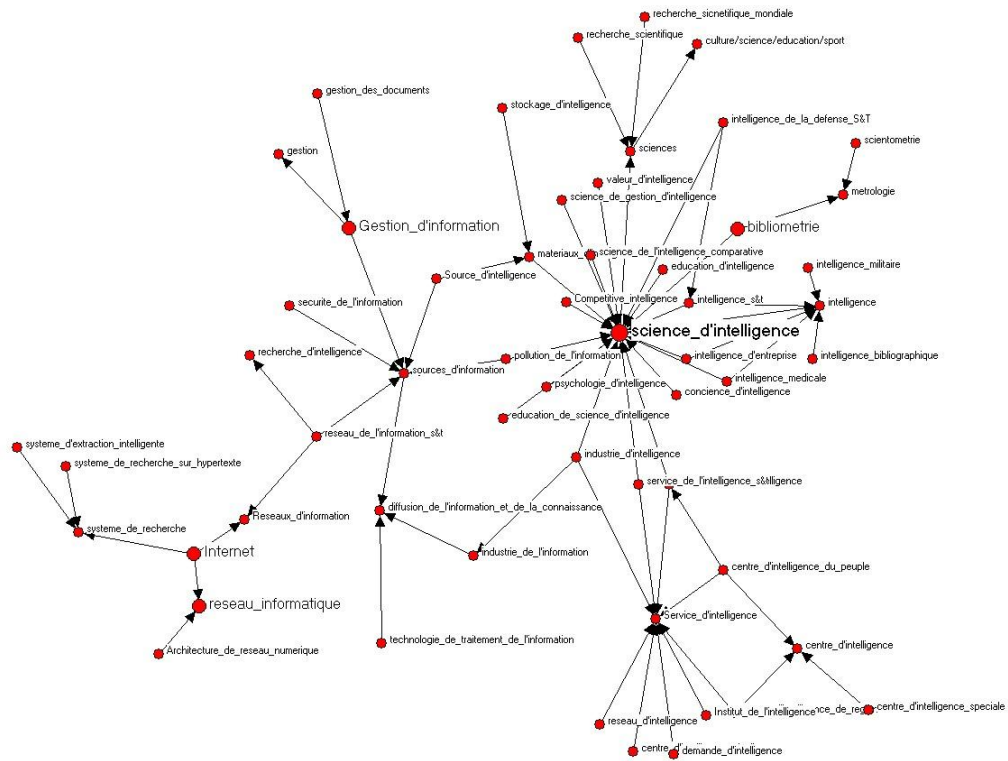 recherche_sicnetifique_mondiale
recherche_scientifique
culture/science/education/sport
gestion_des_documents
stockage_d'intelligence
intelligence_de_la_defense_S&T
scientometrie
gestion
sciences
valeur_d'intelligence
science_de_gestion_d'intelligence
metrologie
Gestion_d'information
bibliometrie
materiaux_d
science_de_l'intelligence_comparative
Source_d'intelligence
education_d'intelligence
intelligence_militaire
securite_de_l'information
Competitive_intelligence
intelligence_s&t
intelligence
science_d'intelligence
recherche_d'intelligence
sources_d'information
pollution_de_l'information
intelligence_d'entreprise
intelligence_bibliographique
psychologie_d'intelligence
intelligence_medicale
concience_d'intelligence
education_de_science_d'intelligence
reseau_de_l'information_s&t
systeme_d'extraction_intelligente
systeme_de_recherche_sur_hypertexte
industrie_d'intelligence
service_de_l'intelligence_s&t
lligence
diffusion_de_l'information_et_de_la_connaissance
Reseaux_d'information
systeme_de_recherche
Internet
industrie_de_l'information
centre_d'intelligence_du_peuple
reseau_informatique
Service_d'intelligence
technologie_de_traitement_de_l'information
centre_d'intelligence
Architecture_de_reseau_numerique
Institut_de_l'intelligence
centre_d'intelligence_speciale
reseau_d'intelligence
demande_d'intelligence